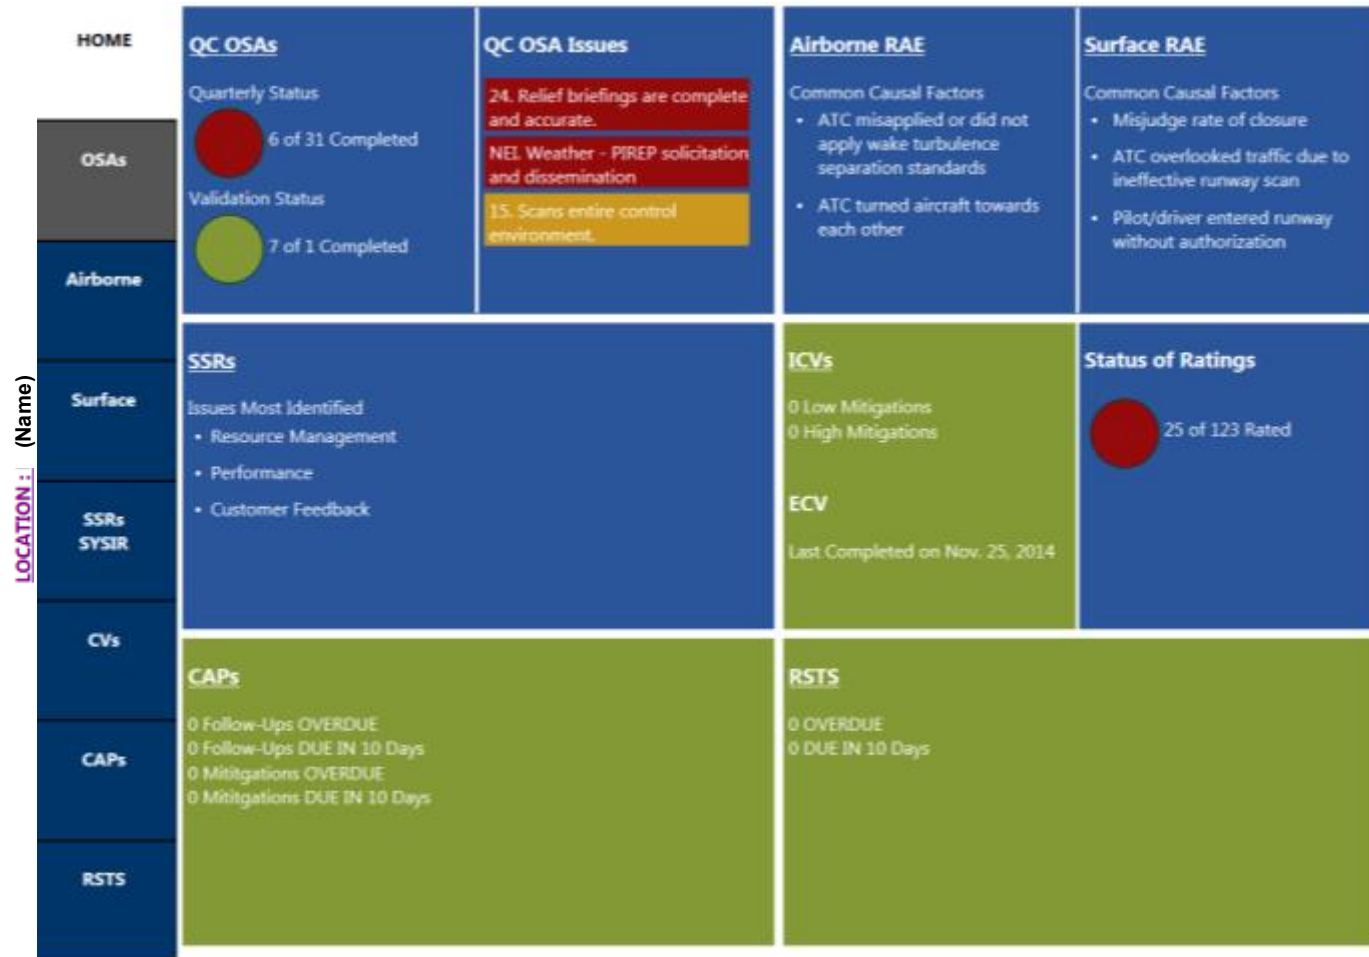 LOCATION : (Name)
HOME
OSAs
Airborne
Surface
SSRs
SYSIR
CVs
CAPs
RSTS
QC OSAs
Quarterly Status
6 of 31 Completed
Validation Status
7 of 1 Completed
QC OSA Issues
24. Relief briefings are complete
and accurate.
NEL Weather - PIREP solicitation
and dissemination
15. Scans entire control
environment.
Airborne RAE
Common Causal Factors
• ATC misapplied or did not
apply wake turbulence
separation standards
• ATC turned aircraft towards
each other
Surface RAE
Common Causal Factors
• Misjudge rate of closure
• ATC overlooked traffic due to
ineffective runway scan
• Pilot/driver entered runway
without authorization
SSRs
Issues Most Identified
• Resource Management
• Performance
• Customer Feedback
ICVs
0 Low Mitigations
0 High Mitigations
ECV
Last Completed on Nov. 25, 2014
Status of Ratings
25 of 123 Rated
CAPs
0 Follow-Ups OVERDUE
0 Follow-Ups DUE IN 10 Days
0 Mititgations OVERDUE
0 Mititgations DUE IN 10 Days
RSTS
0 OVERDUE
0 DUE IN 10 Days